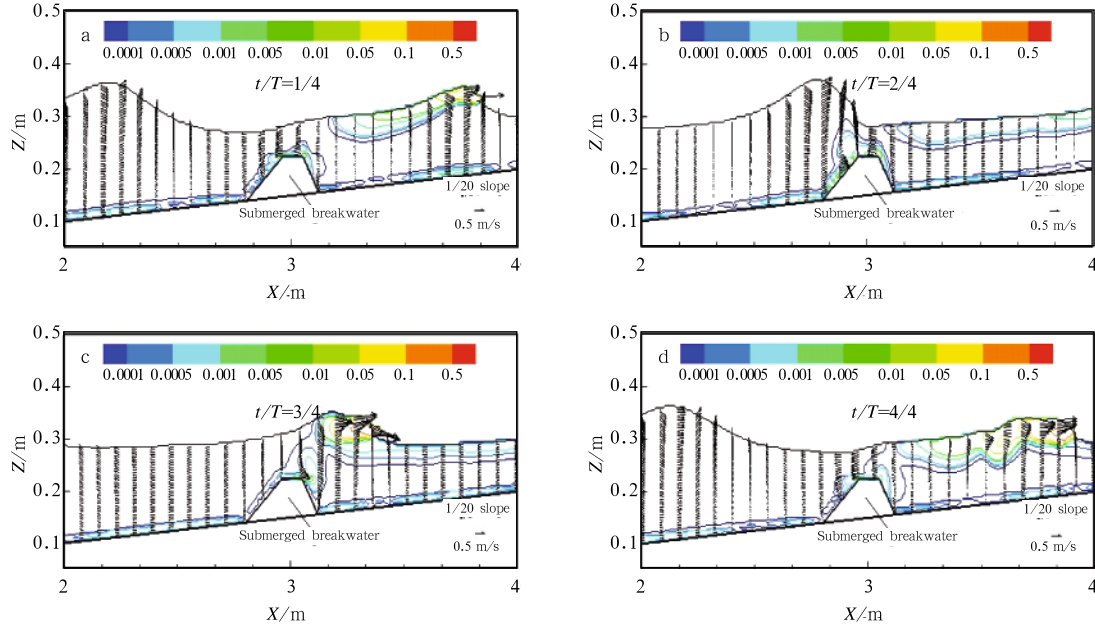 0.5
a
0.0001 0.0005 0.001 0.005 0.01 0.05 0.1 0.5
0.4
t/T=1/4
Z/m
0.3
0.2
1/20 slope
Submerged breakwater
0.1
0.5 m/s
2 3 4
X/m
0.5
b
0.0001 0.0005 0.001 0.005 0.01 0.05 0.1 0.5
0.4
t/T=2/4
Z/m
0.3
0.2
1/20 slope
Submerged breakwater
0.1
0.5 m/s
2 3 4
X/m
0.5
c
0.0001 0.0005 0.001 0.005 0.01 0.05 0.1 0.5
0.4
t/T=3/4
Z/m
0.3
0.2
1/20 slope
Submerged breakwater
0.1
0.5 m/s
2 3 4
X/m
0.5
d
0.0001 0.0005 0.001 0.005 0.01 0.05 0.1 0.5
0.4
t/T=4/4
Z/m
0.3
0.2
1/20 slope
Submerged breakwater
0.1
0.5 m/s
2 3 4
X/m